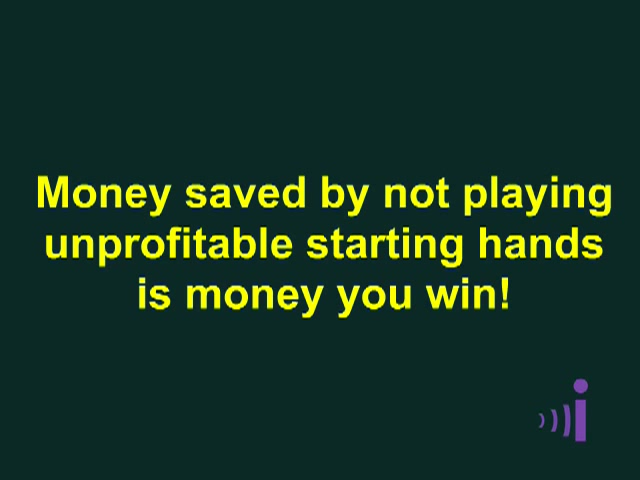 Money saved by not playing
unprofitable starting hands
is money you win!